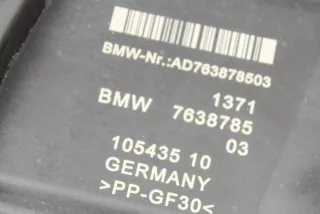 BMW-Nr.:AD763878503
1371
BMW 7638785
03
105435 10
GERMANY
>PP-GF30<